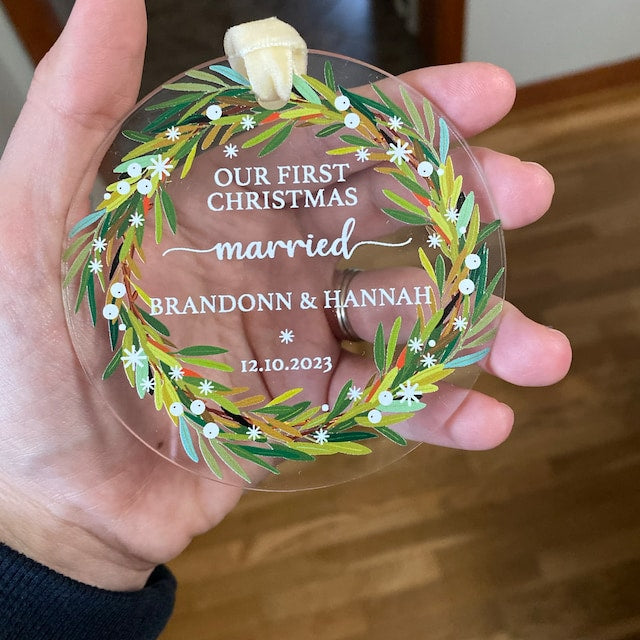 OUR FIRST
CHRISTMAS
married
BRANDONN & HANNAH
12.10.2023